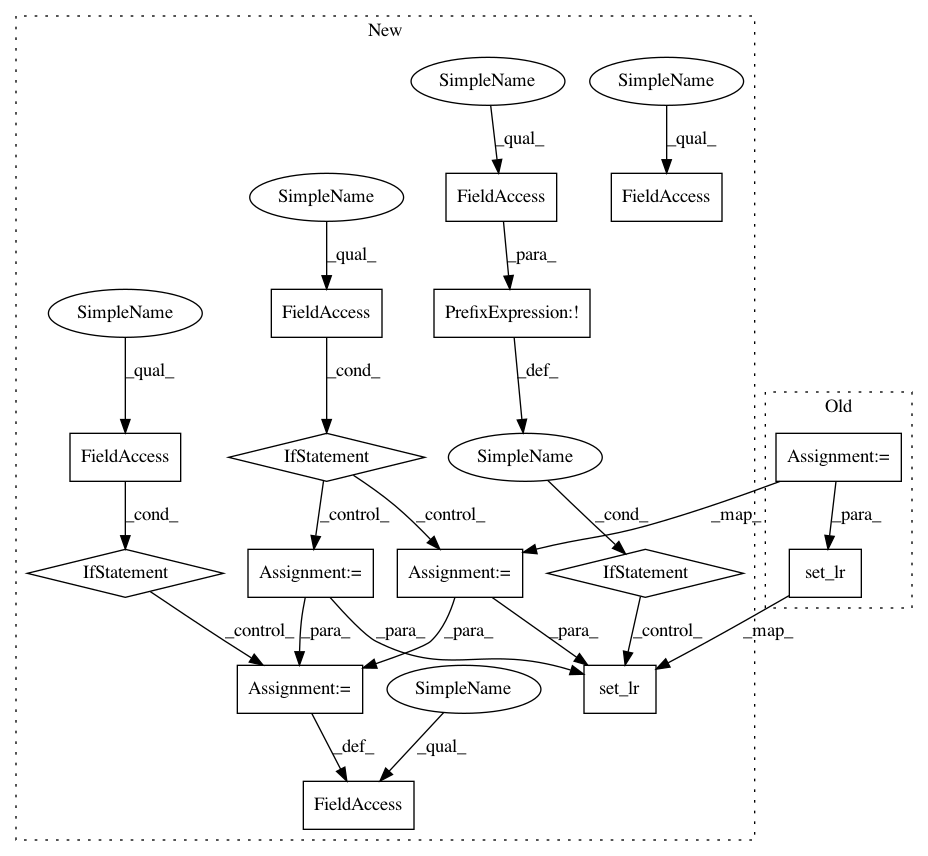 New
SimpleName
SimpleName
_qual_
_qual_
SimpleName
FieldAccess
FieldAccess
_qual_
_para_
SimpleName
FieldAccess
PrefixExpression:!
_qual_
_cond_
_def_
Old
FieldAccess
IfStatement
SimpleName
Assignment:=
_cond_
_control_
_control_
_cond_
_map_
_para_
IfStatement
Assignment:=
Assignment:=
IfStatement
set_lr
_control_
_para_
_para_
_para_
_para_
_control_
_map_
Assignment:=
SimpleName
set_lr
_def_
_qual_
FieldAccess